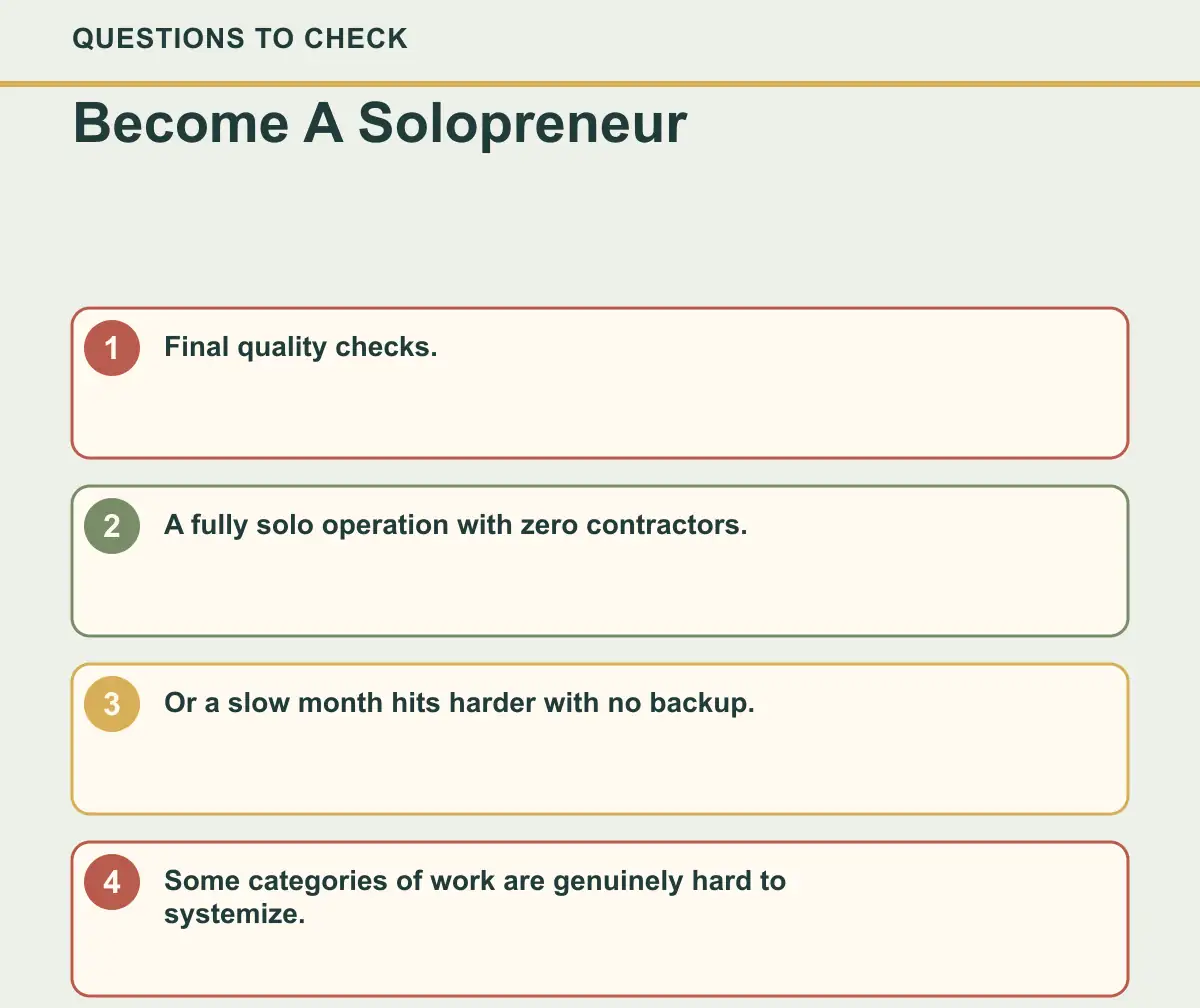 QUESTIONS TO CHECK
Become A Solopreneur
1
Final quality checks.
2
A fully solo operation with zero contractors.
3
Or a slow month hits harder with no backup.
4
Some categories of work are genuinely hard to
systemize.